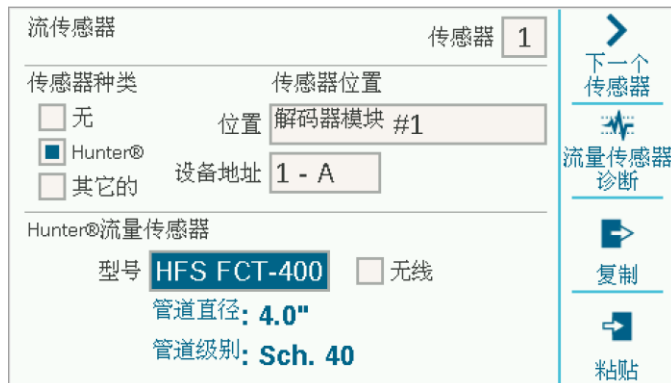 流传感器
传感器 1
传感器种类
传感器位置
无
Hunter®
其它的
位置 解码器模块 #1
设备地址 1 - A
Hunter®流量传感器
型号 HFS FCT-400
无线
管道直径: 4.0"
管道级别: Sch. 40
下一个
传感器
流量传感器
诊断
复制
粘贴